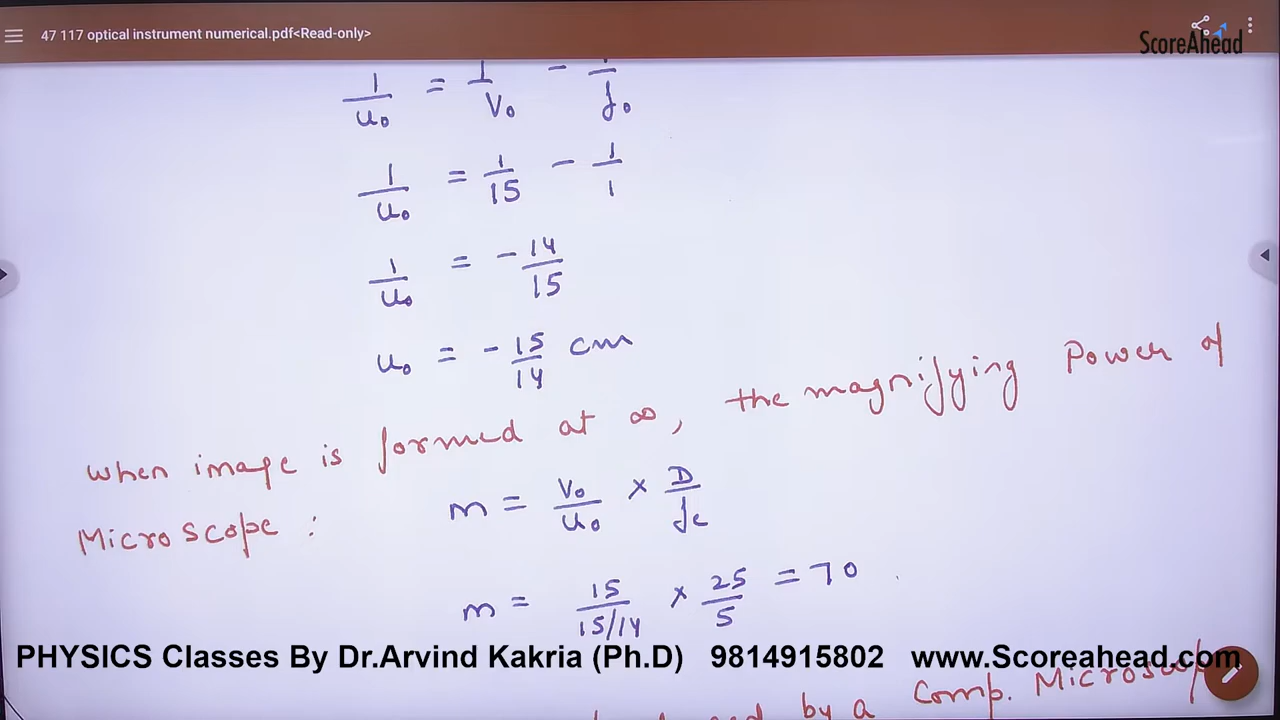 47 117 optical instrument numerical.pdf<Read-only>
ScoreAhead
1/u₀ = 1/V₀ - 1/f₀
1/u₀ = 1/15 - 1/1
1/u₀ = - 14/15
u₀ = - 15/14 cm
when image is formed at ∞, the magnifying Power of
Microscope : m = V₀/u₀ × D/fe
m = 15/15/14 × 25/5 = 70
PHYSICS Classes By Dr.Arvind Kakria (Ph.D) 9814915802 www.Scoreahead.com
by a Comp. Microscope